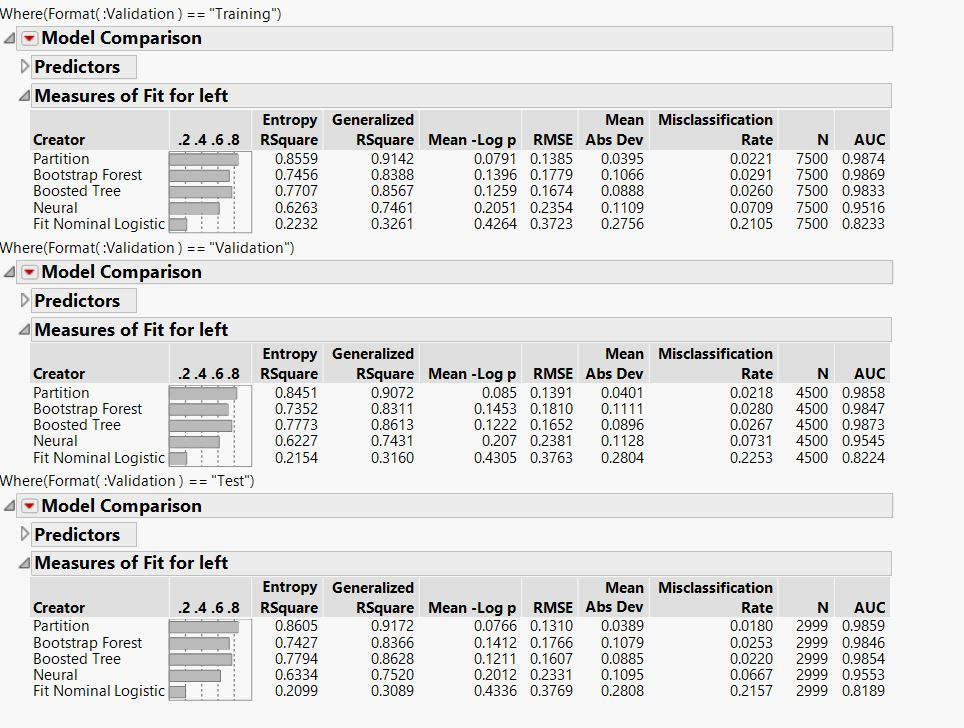 Where(Format( :Validation ) == "Training")
Model Comparison
Predictors
Measures of Fit for left
Entropy Generalized Mean Misclassification
Creator .2 .4 .6 .8 RSquare RSquare Mean -Log p RMSE Abs Dev Rate N AUC
Partition 0.8559 0.9142 0.0791 0.1385 0.0395 0.0221 7500 0.9874
Bootstrap Forest 0.7456 0.8388 0.1396 0.1779 0.1066 0.0291 7500 0.9869
Boosted Tree 0.7707 0.8567 0.1259 0.1674 0.0888 0.0260 7500 0.9833
Neural 0.6263 0.7461 0.2051 0.2354 0.1109 0.0709 7500 0.9516
Fit Nominal Logistic 0.2232 0.3261 0.4264 0.3723 0.2756 0.2105 7500 0.8233
Where(Format( :Validation ) == "Validation")
Model Comparison
Predictors
Measures of Fit for left
Entropy Generalized Mean Misclassification
Creator .2 .4 .6 .8 RSquare RSquare Mean -Log p RMSE Abs Dev Rate N AUC
Partition 0.8451 0.9072 0.085 0.1391 0.0401 0.0218 4500 0.9858
Bootstrap Forest 0.7352 0.8311 0.1453 0.1810 0.1111 0.0280 4500 0.9847
Boosted Tree 0.7773 0.8613 0.1222 0.1652 0.0896 0.0267 4500 0.9873
Neural 0.6227 0.7431 0.207 0.2381 0.1128 0.0731 4500 0.9545
Fit Nominal Logistic 0.2154 0.3160 0.4305 0.3763 0.2804 0.2253 4500 0.8224
Where(Format( :Validation ) == "Test")
Model Comparison
Predictors
Measures of Fit for left
Entropy Generalized Mean Misclassification
Creator .2 .4 .6 .8 RSquare RSquare Mean -Log p RMSE Abs Dev Rate N AUC
Partition 0.8605 0.9172 0.0766 0.1310 0.0389 0.0180 2999 0.9859
Bootstrap Forest 0.7427 0.8366 0.1412 0.1766 0.1079 0.0253 2999 0.9846
Boosted Tree 0.7794 0.8628 0.1211 0.1607 0.0885 0.0220 2999 0.9854
Neural 0.6334 0.7520 0.2012 0.2331 0.1095 0.0667 2999 0.9553
Fit Nominal Logistic 0.2099 0.3089 0.4336 0.3769 0.2808 0.2157 2999 0.8189